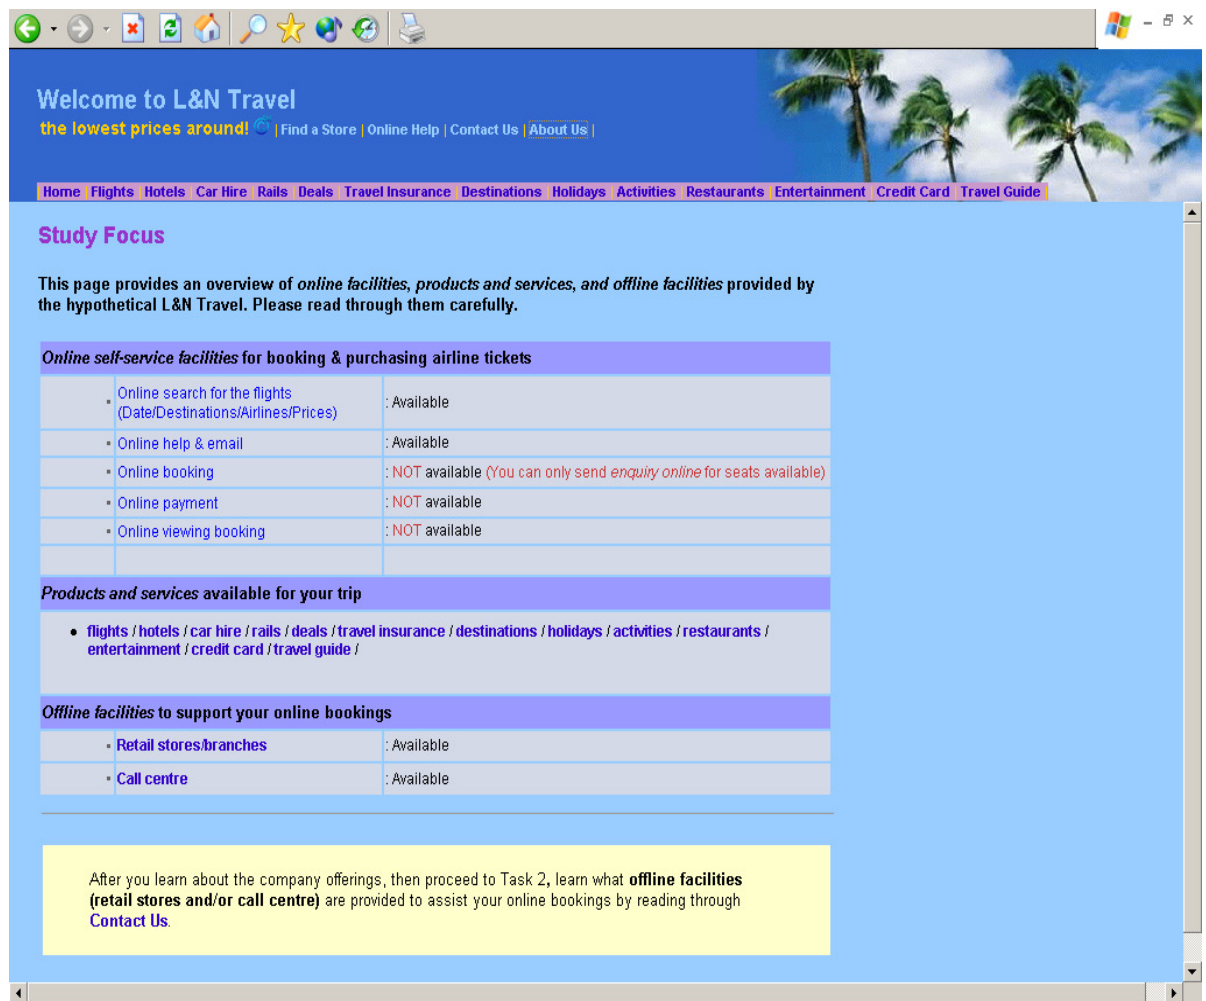 Welcome to L&N Travel
the lowest prices around! | Find a Store | Online Help | Contact Us | About Us |
Home | Flights | Hotels | Car Hire | Rails | Deals | Travel Insurance | Destinations | Holidays | Activities | Restaurants | Entertainment | Credit Card | Travel Guide |
Study Focus
This page provides an overview of online facilities, products and services, and offline facilities provided by
the hypothetical L&N Travel. Please read through them carefully.
Online self-service facilities for booking & purchasing airline tickets
Online search for the flights
(Date/Destinations/Airlines/Prices)
: Available
Online help & email : Available
Online booking : NOT available (You can only send enquiry online for seats available)
Online payment : NOT available
Online viewing booking : NOT available
Products and services available for your trip
• flights / hotels / car hire / rails / deals / travel insurance / destinations / holidays / activities / restaurants /
entertainment / credit card / travel guide /
Offline facilities to support your online bookings
Retail stores/branches : Available
Call centre : Available
After you learn about the company offerings, then proceed to Task 2, learn what offline facilities
(retail stores and/or call centre) are provided to assist your online bookings by reading through
Contact Us.